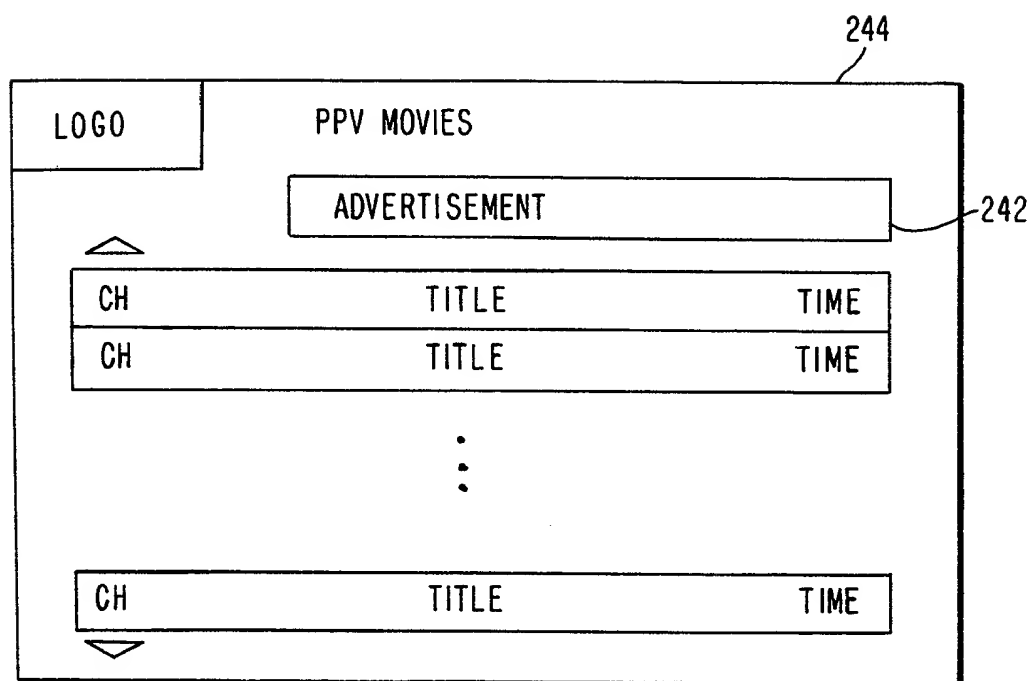 244
LOGO PPV MOVIES
ADVERTISEMENT 242
CH TITLE TIME
CH TITLE TIME
CH TITLE TIME